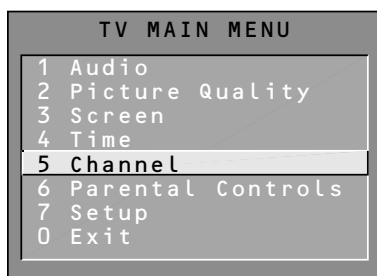 TV MAIN MENU
1 Audio
2 Picture Quality
3 Screen
4 Time
5 Channel
6 Parental Controls
7 Setup
0 Exit